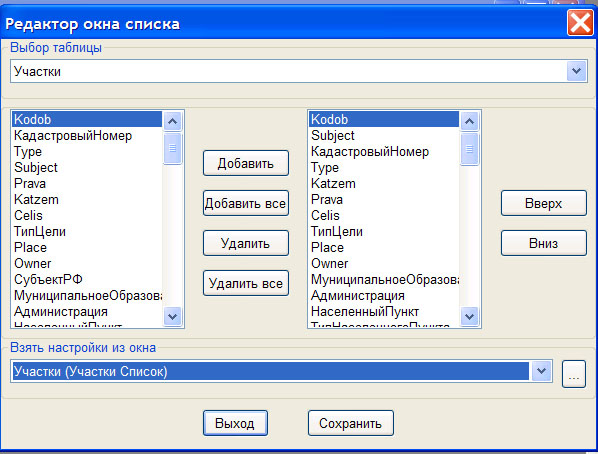 Редактор окна списка
Выбор таблицы
Участки
Kodob
КадастровыйНомер
Type
Subject
Prava
Katzem
Celis
ТипЦели
Place
Owner
СубъектРФ
МуниципальноеОбразова
Администрация
НаселенныйПункт
Добавить
Добавить все
Удалить
Удалить все
Kodob
Subject
КадастровыйНомер
Type
Katzem
Prava
Celis
ТипЦели
Place
Owner
МуниципальноеОбразова
Администрация
НаселенныйПункт
ТипНаселенногоПункта
Вверх
Вниз
Взять настройки из окна
Участки (Участки Список)
...
Выход
Сохранить